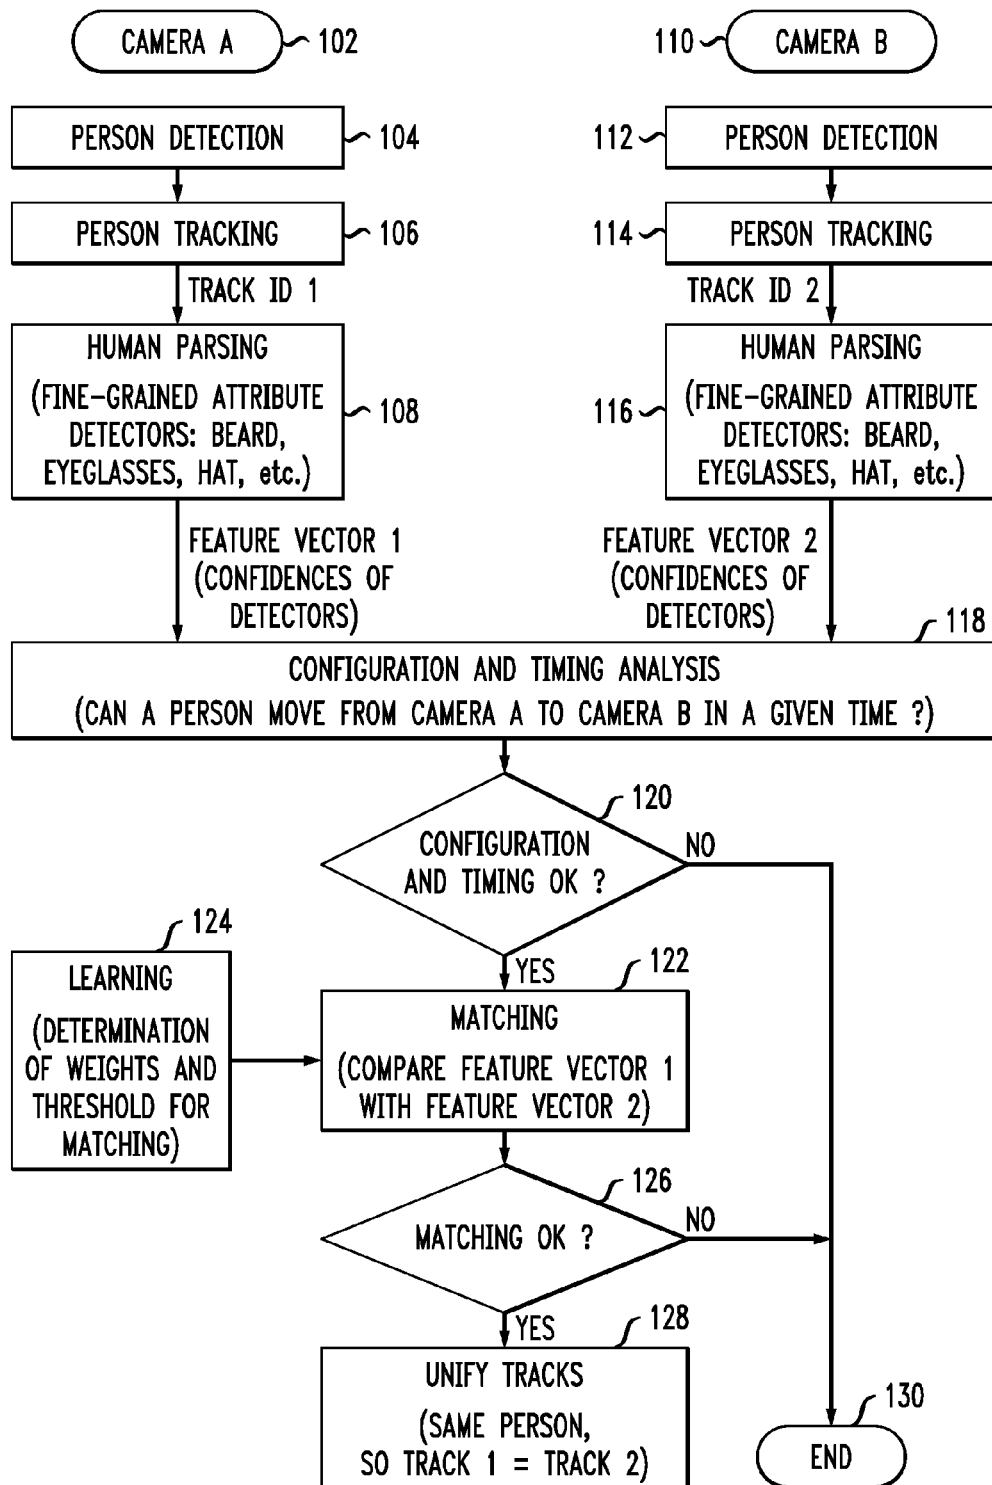 CAMERA A
102
110
CAMERA B
PERSON DETECTION
104
112
PERSON DETECTION
PERSON TRACKING
106
114
PERSON TRACKING
TRACK ID 1
TRACK ID 2
HUMAN PARSING
(FINE-GRAINED ATTRIBUTE
DETECTORS: BEARD,
EYEGLASSES, HAT, etc.)
108
116
HUMAN PARSING
(FINE-GRAINED ATTRIBUTE
DETECTORS: BEARD,
EYEGLASSES, HAT, etc.)
FEATURE VECTOR 1
(CONFIDENCES OF
DETECTORS)
FEATURE VECTOR 2
(CONFIDENCES OF
DETECTORS)
118
CONFIGURATION AND TIMING ANALYSIS
(CAN A PERSON MOVE FROM CAMERA A TO CAMERA B IN A GIVEN TIME ?)
120
CONFIGURATION
AND TIMING OK ?
NO
YES
124
LEARNING
(DETERMINATION
OF WEIGHTS AND
THRESHOLD FOR
MATCHING)
122
MATCHING
(COMPARE FEATURE VECTOR 1
WITH FEATURE VECTOR 2)
126
MATCHING OK ?
NO
YES
128
UNIFY TRACKS
(SAME PERSON,
SO TRACK 1 = TRACK 2)
130
END